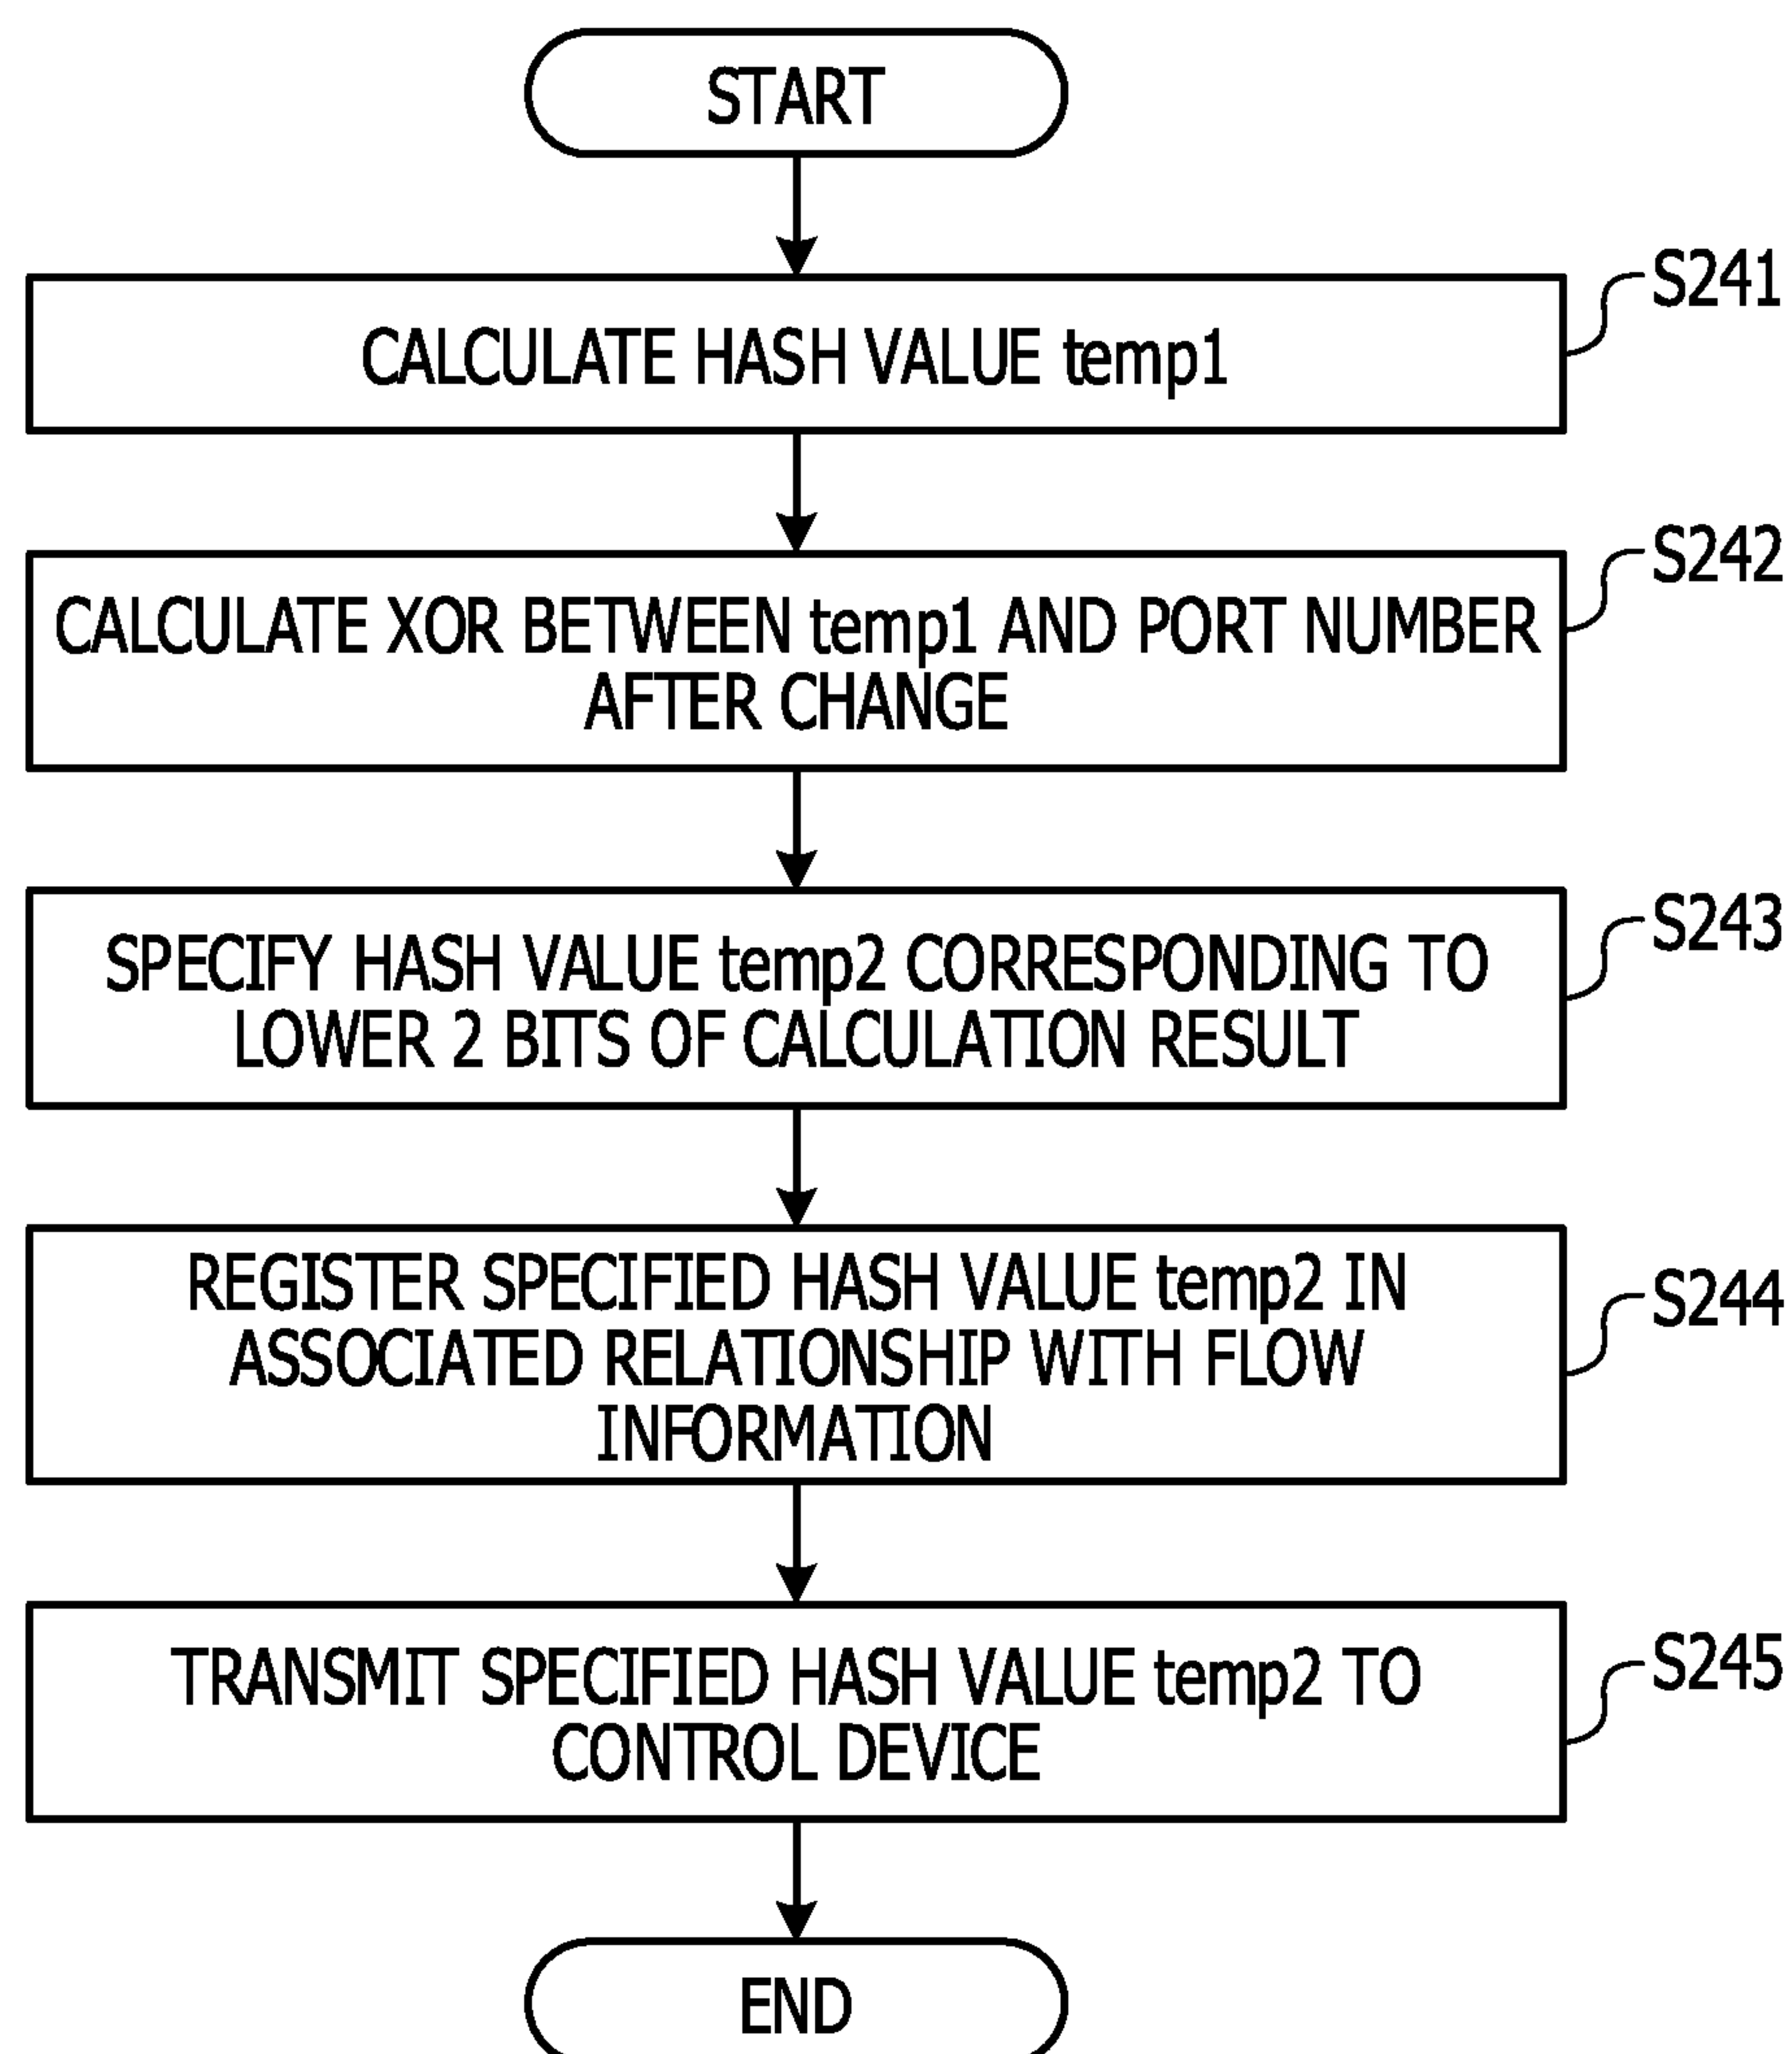 START
S241
CALCULATE HASH VALUE temp1
S242
CALCULATE XOR BETWEEN temp1 AND PORT NUMBER
AFTER CHANGE
S243
SPECIFY HASH VALUE temp2 CORRESPONDING TO
LOWER 2 BITS OF CALCULATION RESULT
S244
REGISTER SPECIFIED HASH VALUE temp2 IN
ASSOCIATED RELATIONSHIP WITH FLOW
INFORMATION
S245
TRANSMIT SPECIFIED HASH VALUE temp2 TO
CONTROL DEVICE
END